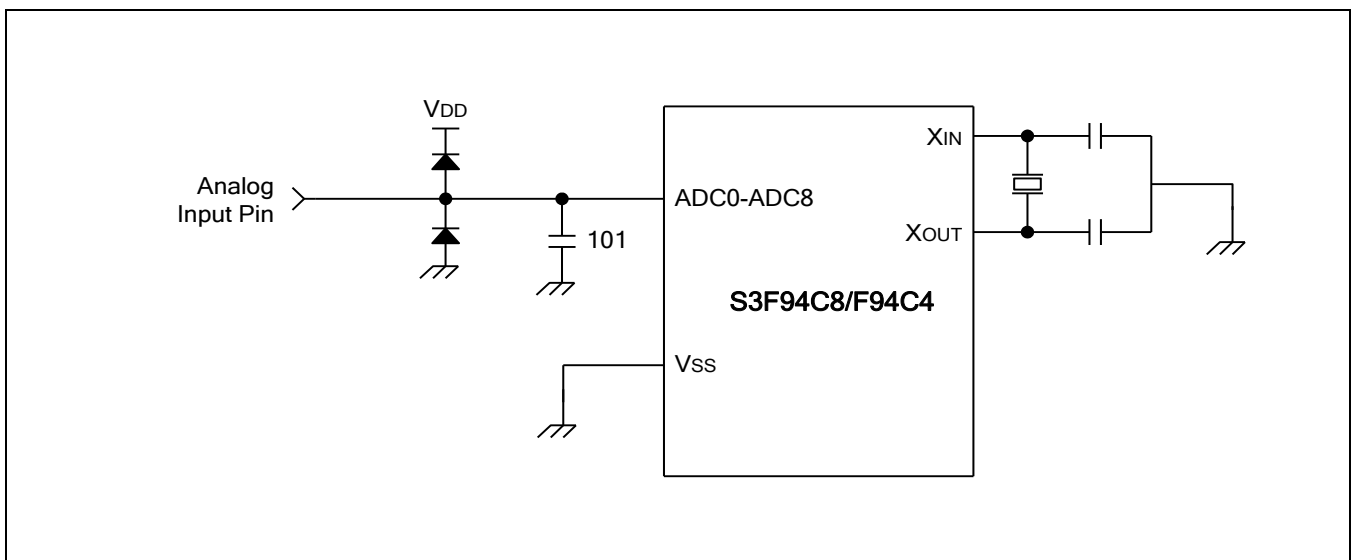 VDD
Analog
Input Pin
101
ADC0-ADC8
XIN
XOUT
S3F94C8/F94C4
VSS